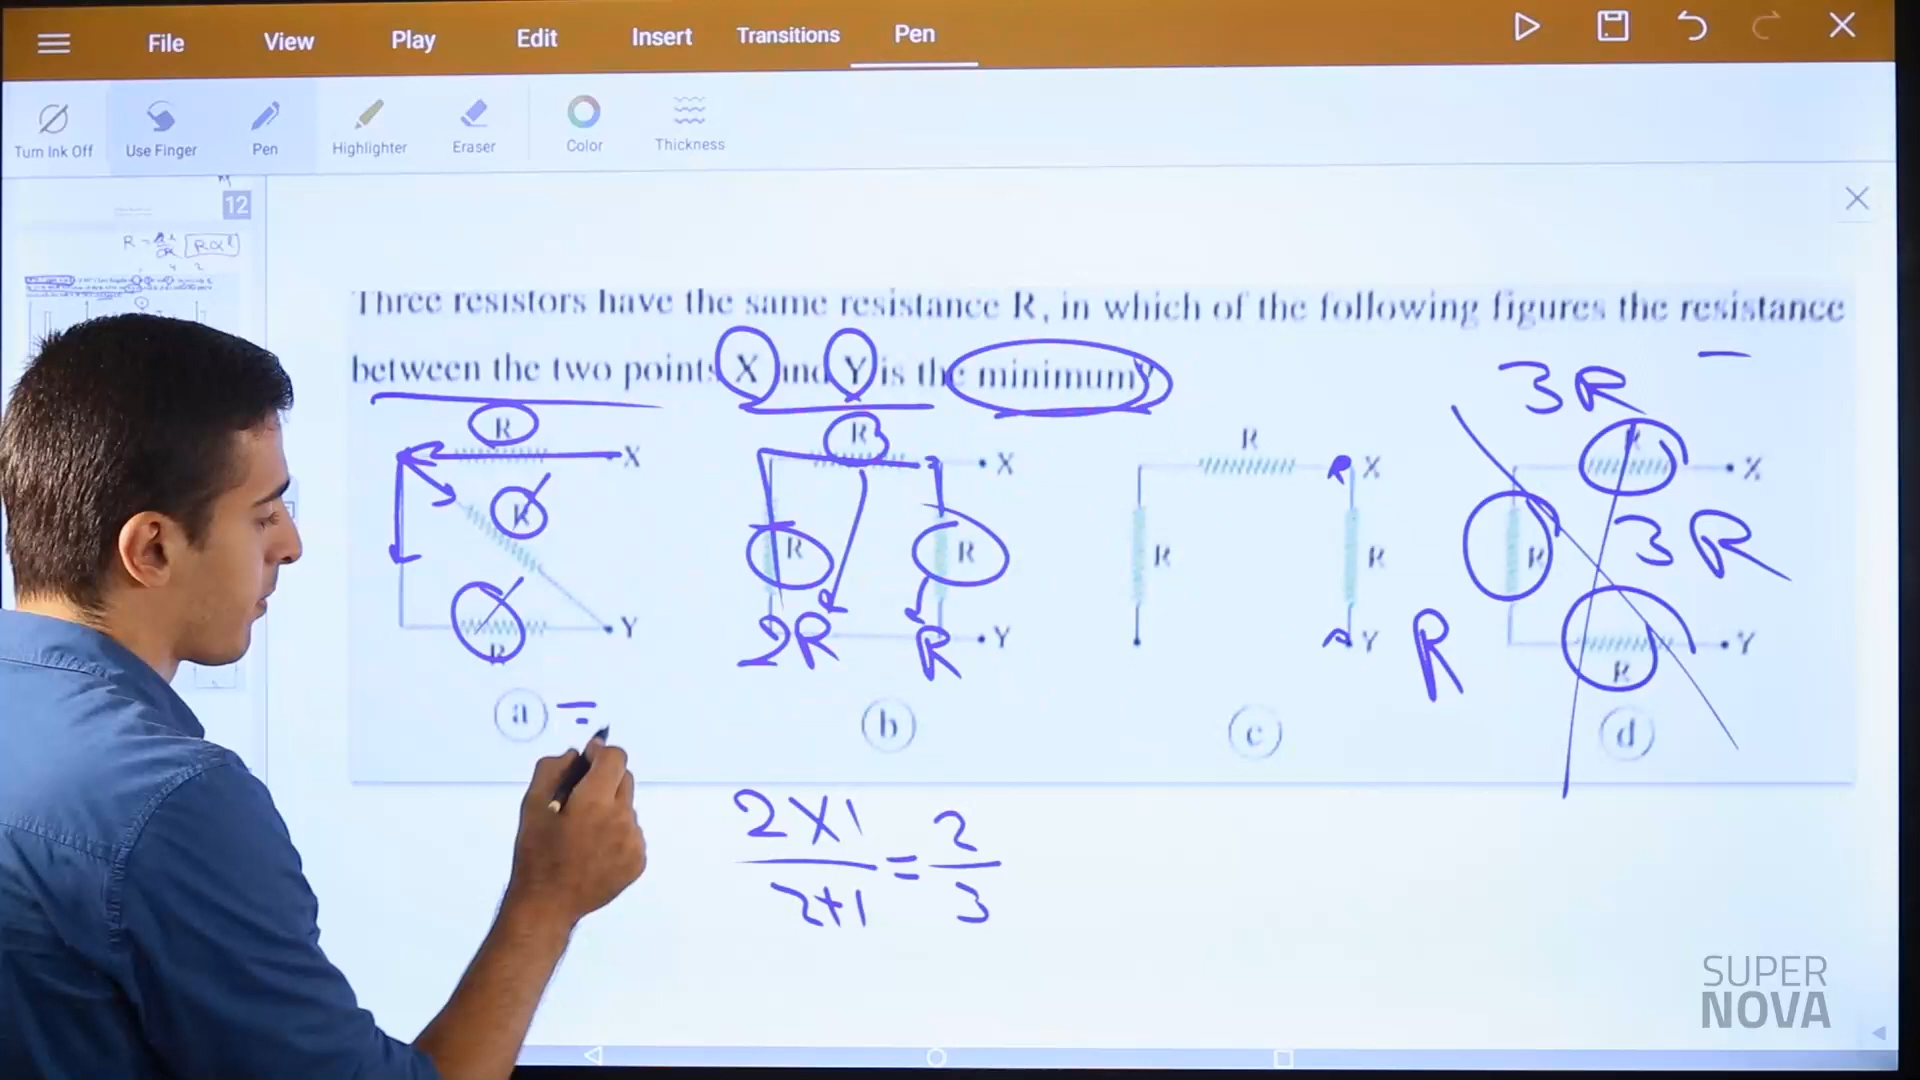 File View Play Edit Insert Transitions Pen
Turn Ink Off Use Finger Pen Highlighter Eraser Color Thickness
12
Three resistors have the same resistance R, in which of the following figures the resistance
between the two points X and Y is the minimum
3R
R X
R
R Y
a =
R X
R R
2R R
Y
b
R X
R R
Y
c
R
R X
R 3R
R Y
d
2×1 / 2+1 = 2 / 3
SUPER
NOVA